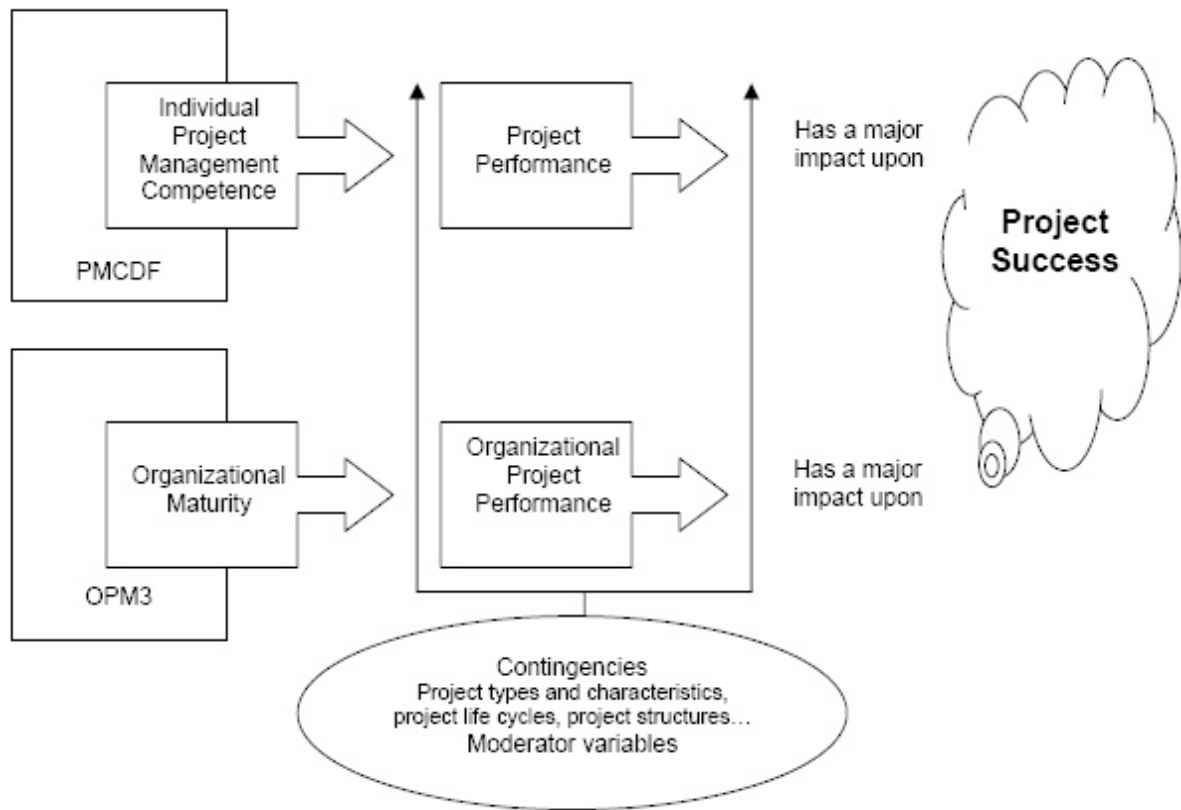 Individual
Project
Management
Competence
PMCDF
Project
Performance
Has a major
impact upon
Project
Success
Organizational
Maturity
OPM3
Organizational
Project
Performance
Has a major
impact upon
Contingencies
Project types and characteristics,
project life cycles, project structures…
Moderator variables